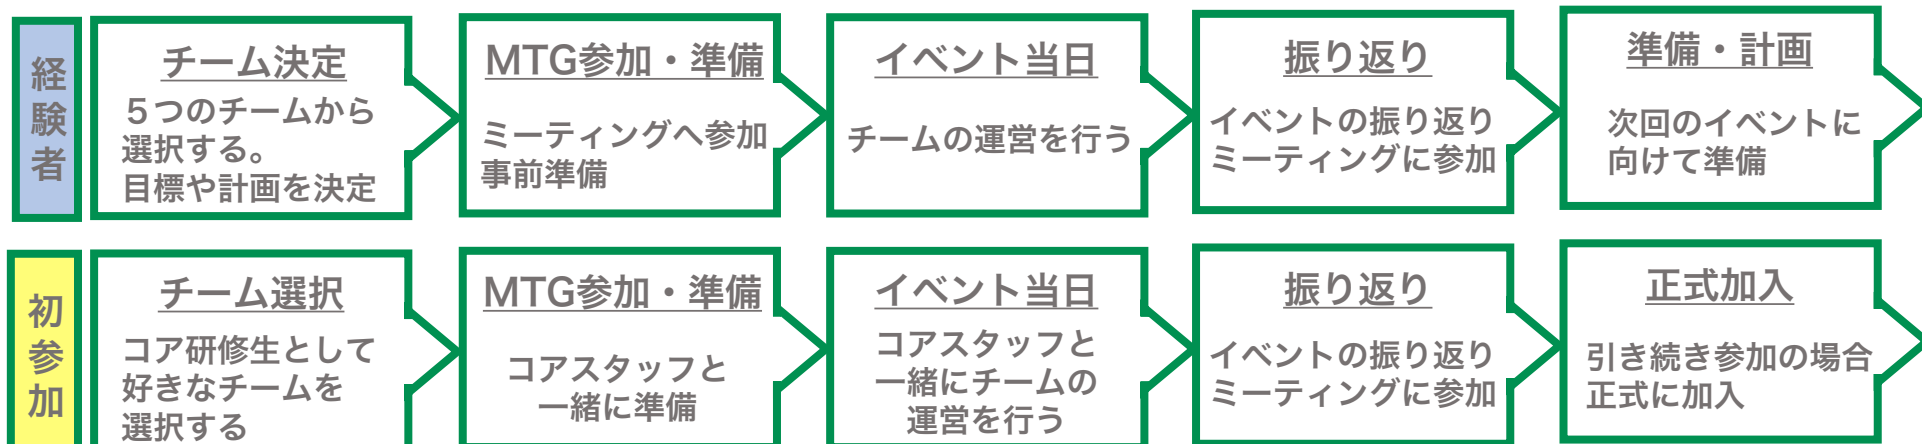 経験者
チーム決定
５つのチームから
選択する。
目標や計画を決定
MTG参加・準備
ミーティングへ参加
事前準備
イベント当日
チームの運営を行う
振り返り
イベントの振り返り
ミーティングに参加
準備・計画
次回のイベントに
向けて準備
初参加
チーム選択
コア研修生として
好きなチームを
選択する
MTG参加・準備
コアスタッフと
一緒に準備
イベント当日
コアスタッフと
一緒にチームの
運営を行う
振り返り
イベントの振り返り
ミーティングに参加
正式加入
引き続き参加の場合
正式に加入